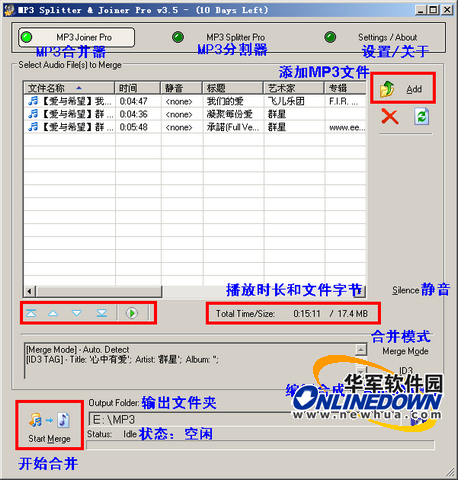 MP3 Splitter & Joiner Pro v3.5 - (10 Days Left)
MP3 Joiner Pro
MP3 Splitter Pro
Settings / About
MP3合并器
MP3分割器
设置/关于
Select Audio File(s) to Merge
添加MP3文件
文件名称 时间 静音 标题 艺术家 专辑
Add
【爱与希望】我... 0:04:47 <none> 我们的爱 飞儿乐团 F.I.R. ...
【爱与希望】群... 0:04:36 <none> 凝聚每份爱 群星
【爱与希望】群... 0:05:48 <none> 承諾(Full Ve... 群星 www.ee...
播放时长和文件字节
Silence 静音
Total Time/Size: 0:15:11 / 17.4 MB
合并模式
[Merge Mode] - Auto. Detect
Merge Mode
[ID3 TAG] - Title: '心中有爱'; Artist: '群星'; Album: '';
ID3
华军软件园
ONLINEDOWN
www.newhua.com
Output Folder: 输出文件夹
E:\MP3
Start Merge
Status: Idle 状态：空闲
开始合并